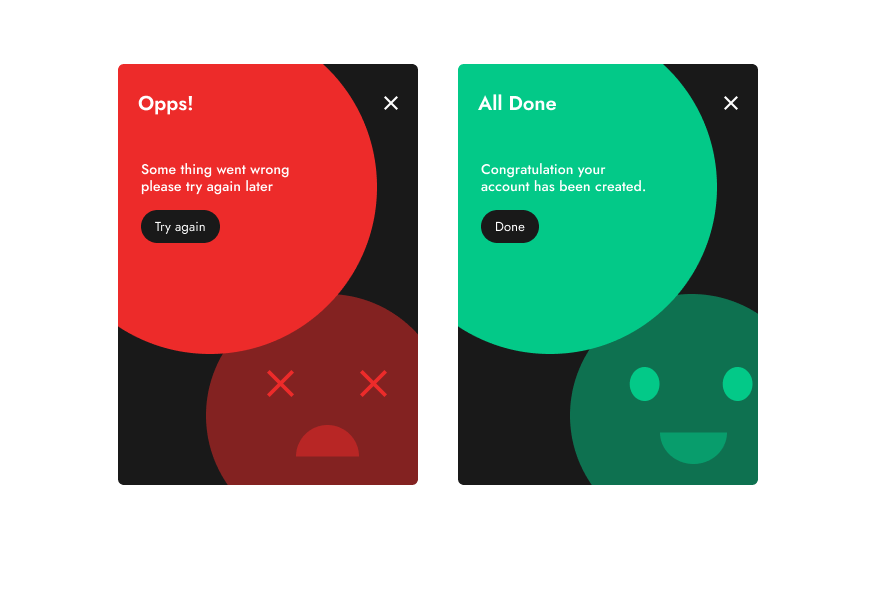 Opps!
Some thing went wrong
please try again later
Try again
All Done
Congratulation your
account has been created.
Done